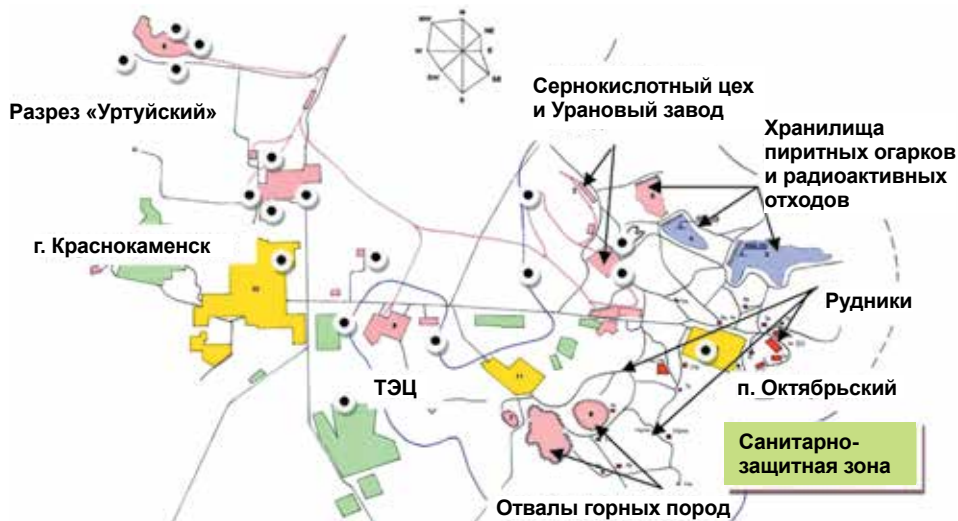 Сернокислотный цех
и Урановый завод
Разрез «Уртуйский»
Хранилища
пиритных огарков
и радиоактивных
отходов
г. Краснокаменск
Рудники
ТЭЦ
п. Октябрьский
Санитарно-
защитная зона
Отвалы горных пород